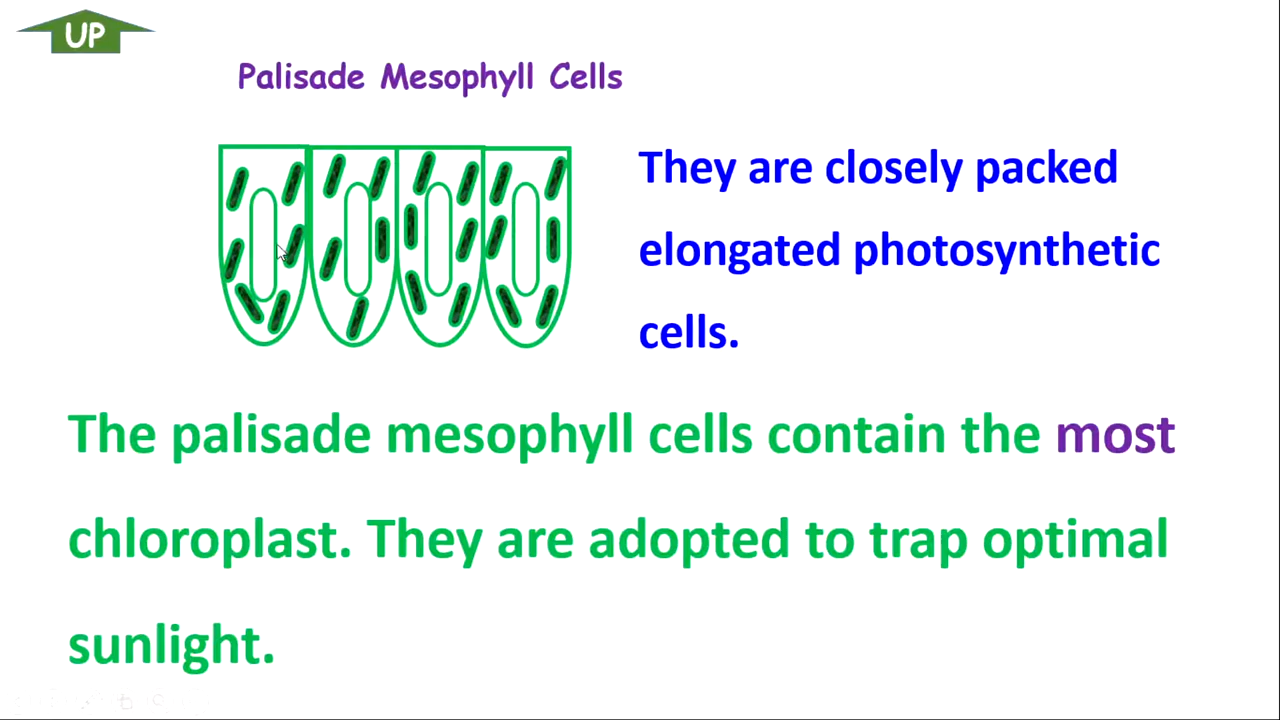 UP
Palisade Mesophyll Cells
They are closely packed
elongated photosynthetic
cells.
The palisade mesophyll cells contain the most
chloroplast. They are adopted to trap optimal
sunlight.